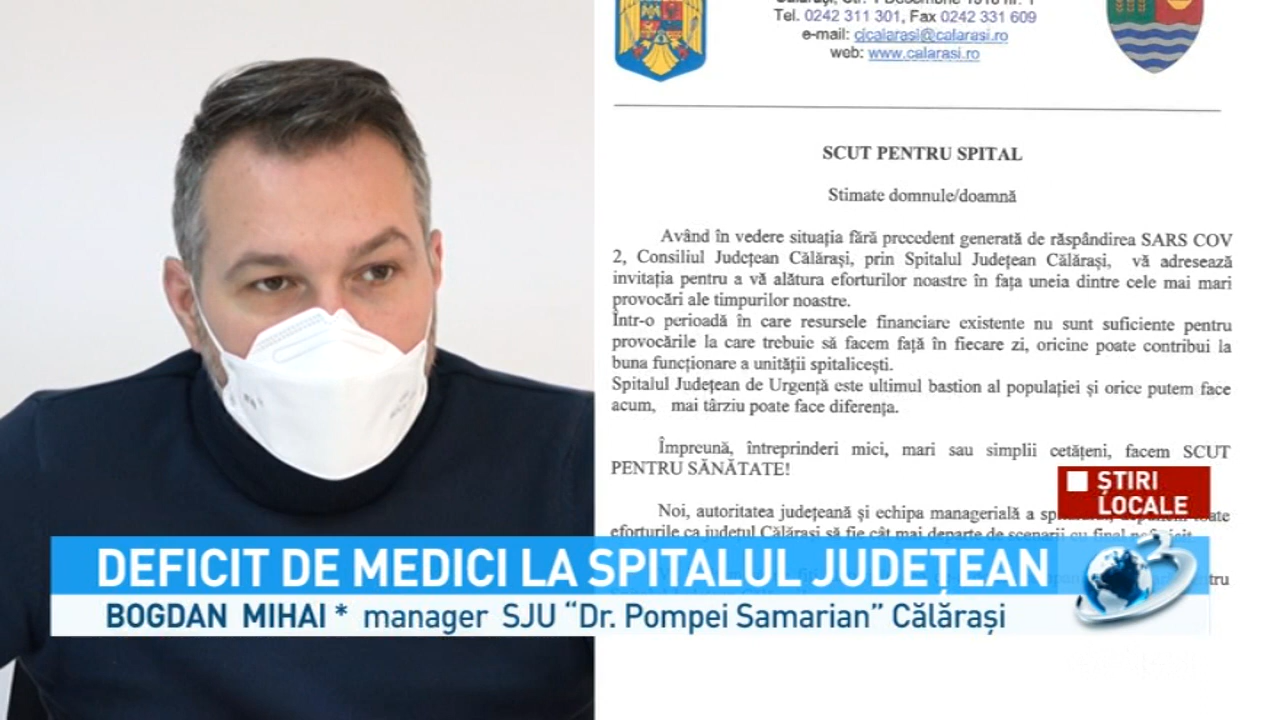 Tel. 0242 311 301, Fax 0242 331 609
e-mail: cjcalarasi@calarasi.ro
web: www.calarasi.ro
SCUT PENTRU SPITAL
Stimate domnule/doamnă
Având în vedere situația fără precedent generată de răspândirea SARS COV
2, Consiliul Județean Călărași, prin Spitalul Județean Călărași, vă adresează
invitația pentru a vă alătura eforturilor noastre în fața uneia dintre cele mai mari
provocări ale timpurilor noastre.
Într-o perioadă în care resursele financiare existente nu sunt suficiente pentru
provocările la care trebuie să facem față în fiecare zi, oricine poate contribui la
buna funcționare a unității spitalicești.
Spitalul Județean de Urgență este ultimul bastion al populației și orice putem face
acum, mai târziu poate face diferența.
Împreună, întreprinderi mici, mari sau simplii cetățeni, facem SCUT
PENTRU SĂNĂTATE!
Noi, autoritatea județeană și echipa managerială a
eforturile ca județul Călărași să fie cât mai departe de scenarii cu final
ȘTIRI
LOCALE
DEFICIT DE MEDICI LA SPITALUL JUDEȚEAN
BOGDAN MIHAI * manager SJU “Dr. Pompei Samarian” Călărași
3